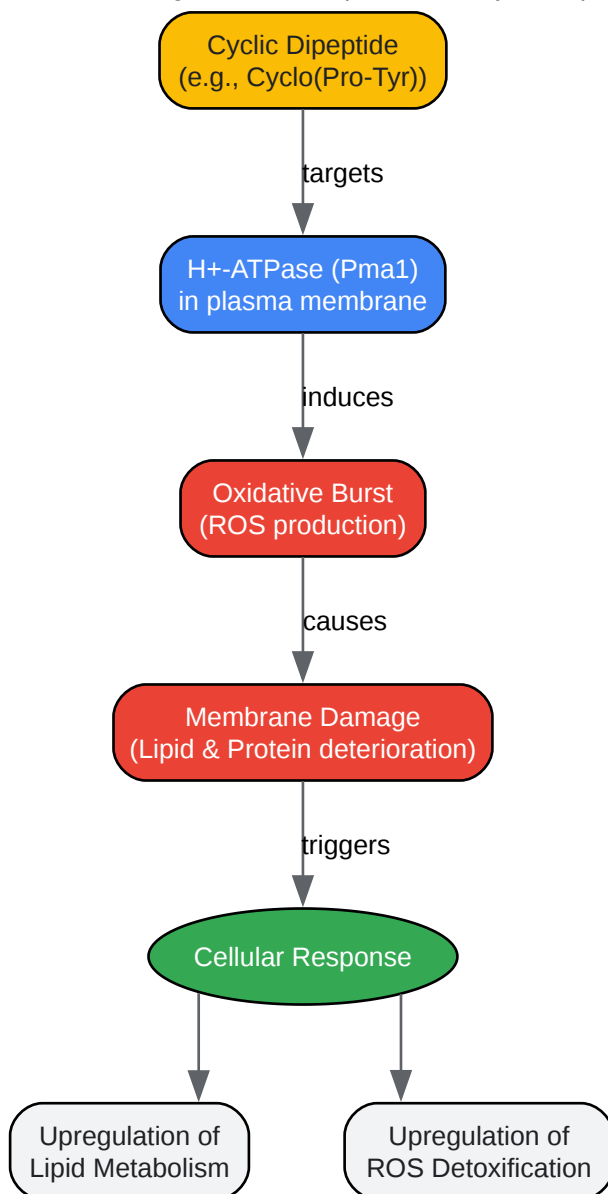 Cyclic Dipeptide
(e.g., Cyclo(Pro-Tyr))
targets
H+-ATPase (Pma1)
in plasma membrane
induces
Oxidative Burst
(ROS production)
causes
Membrane Damage
(Lipid & Protein deterioration)
triggers
Cellular Response
Upregulation of
Lipid Metabolism
Upregulation of
ROS Detoxification